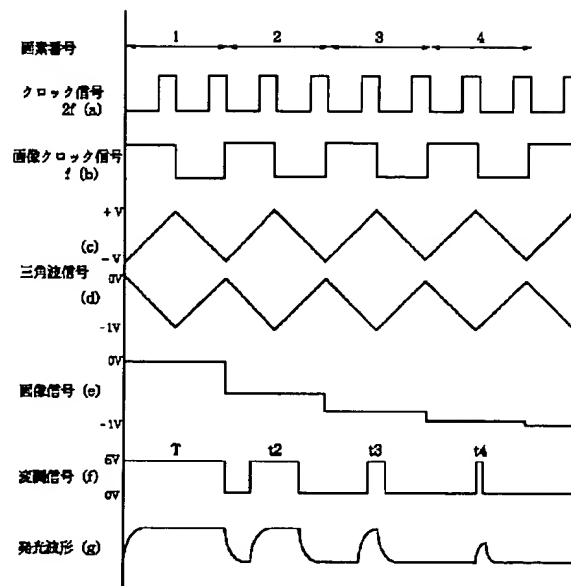 画素番号 1 2 3 4
クロック信号
2f (a)
画像クロック信号
f (b)
+V
(c)
-V
三角波信号
0V
(d)
-1V
0V
画像信号 (e)
-1V
6V T t2 t3 t4
変調信号 (f)
0V
発光波形 (g)